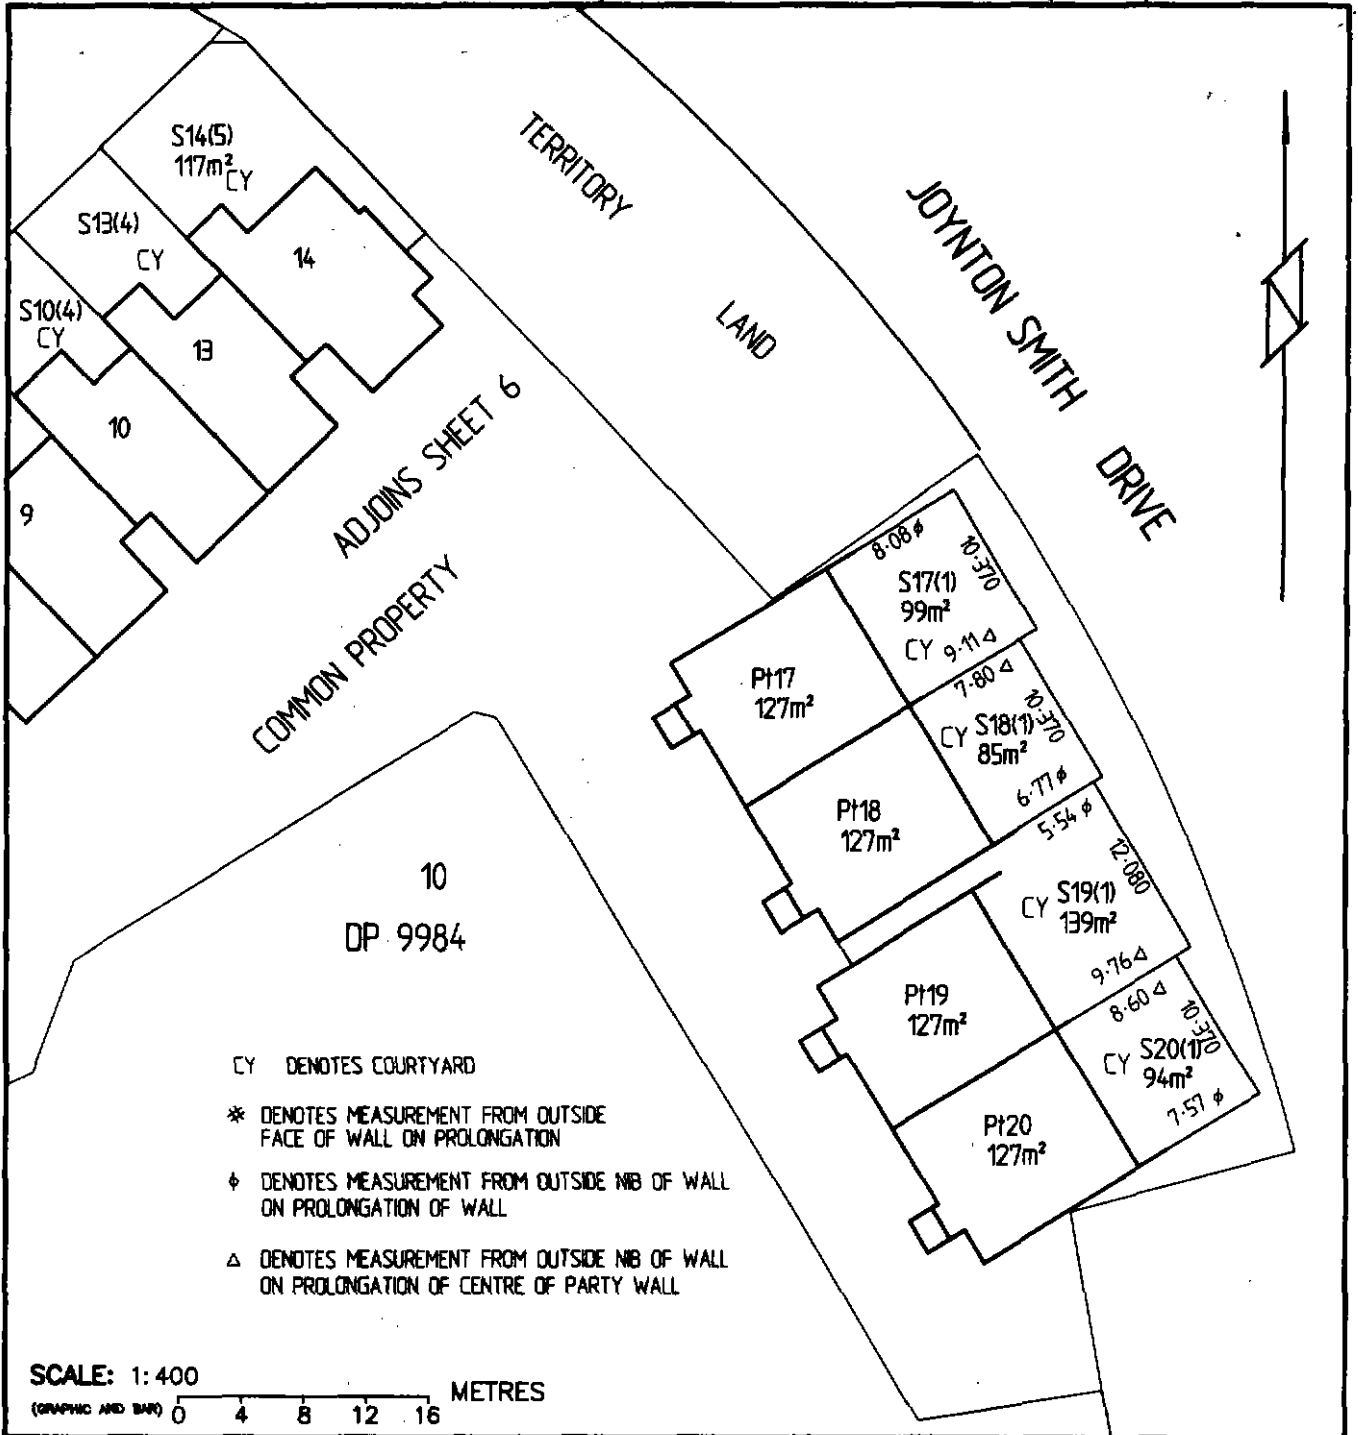 S14(5)
117m²
CY
S13(4)
CY
S10(4)
CY
14
13
10
9
TERRITORY
LAND
JOYNTON SMITH DRIVE
ADJOINS SHEET 6
COMMON PROPERTY
8·08 ϕ
10·370
S17(1)
99m²
CY
9·11 Δ
7·80 Δ
10·370
CY S18(1)
85m²
6·77 ϕ
5·54 ϕ
12·080
CY S19(1)
139m²
9·76 Δ
8·60 Δ
10·370
CY S20(1)
94m²
7·57 ϕ
Pt17
127m²
Pt18
127m²
Pt19
127m²
Pt20
127m²
10
DP 9984
CY DENOTES COURTYARD
* DENOTES MEASUREMENT FROM OUTSIDE
FACE OF WALL ON PROLONGATION
ϕ DENOTES MEASUREMENT FROM OUTSIDE NIB OF WALL
ON PROLONGATION OF WALL
Δ DENOTES MEASUREMENT FROM OUTSIDE NIB OF WALL
ON PROLONGATION OF CENTRE OF PARTY WALL
SCALE: 1:400
(GRAPHIC AND BAR) 0 4 8 12 16 METRES